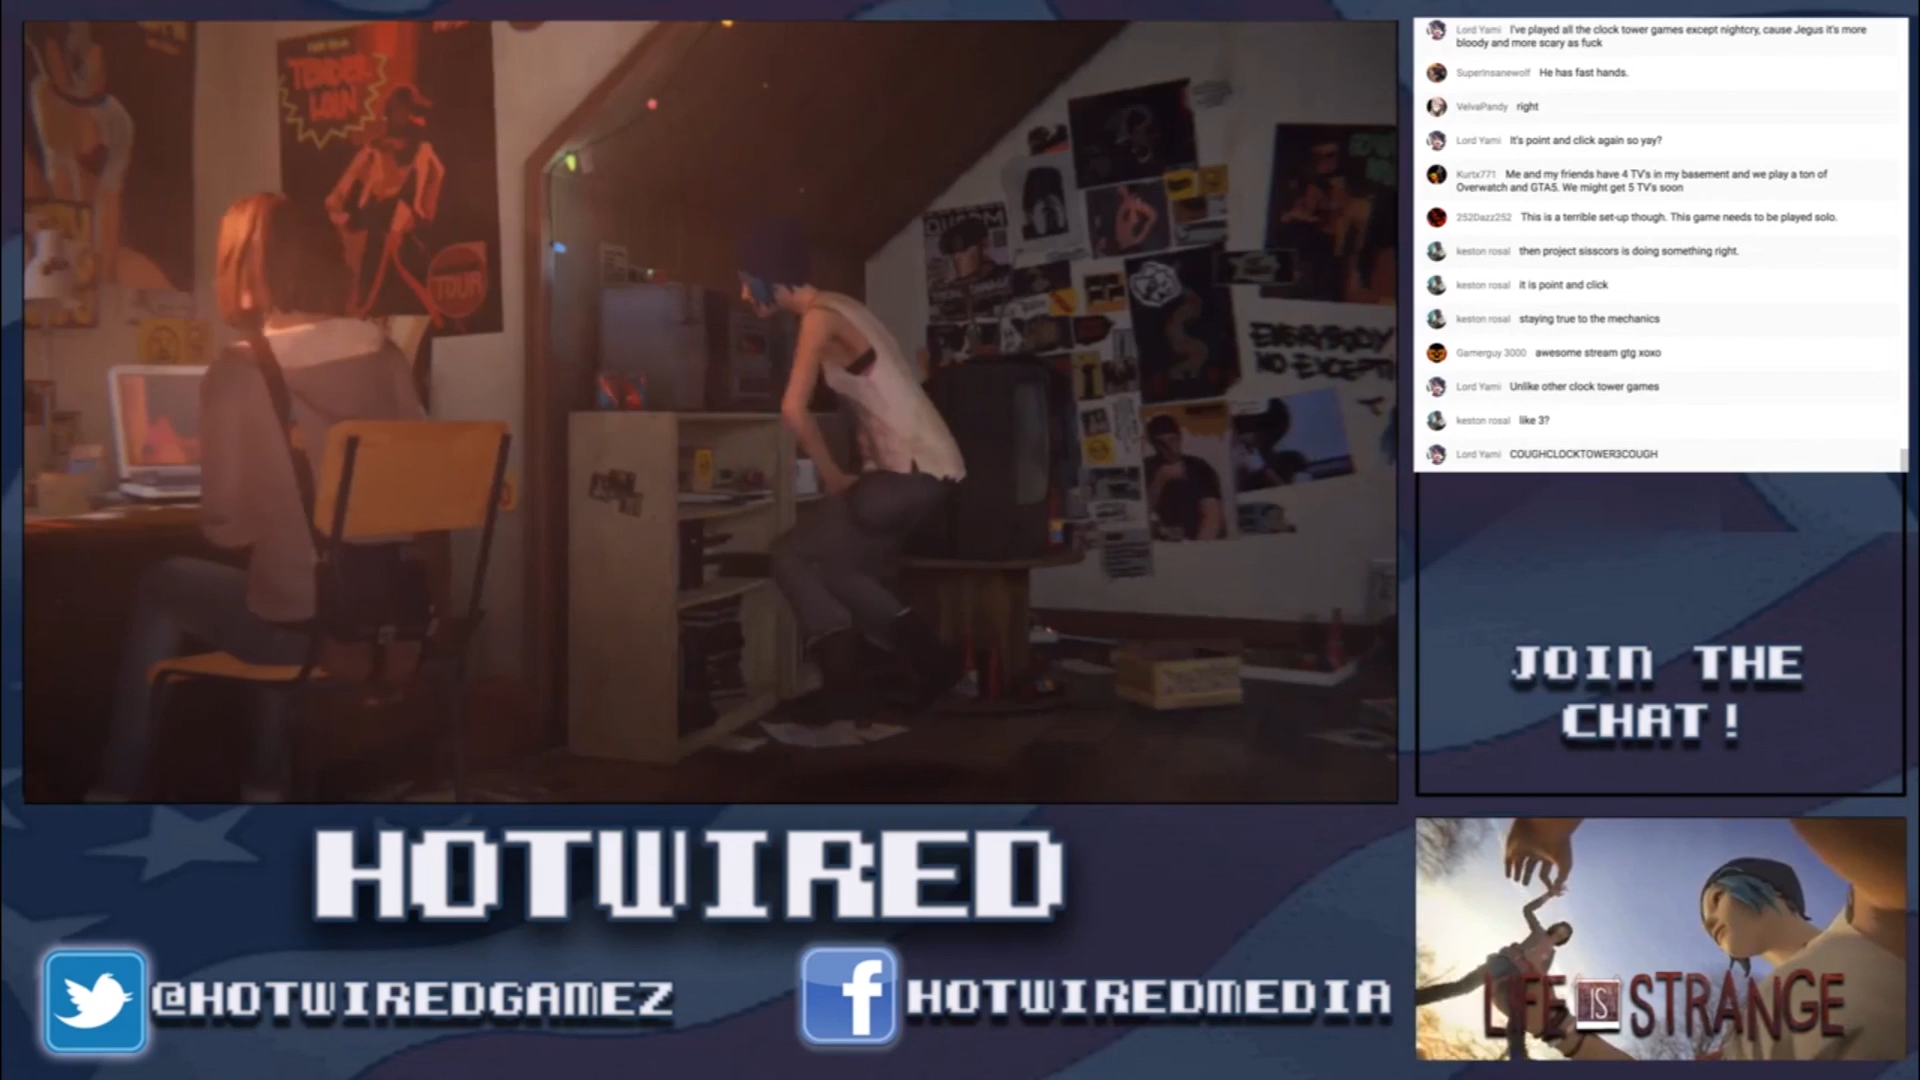 TENDER
LOIN
TOUR
EVERYBODY
NO EXCEPT
Lord Yami I've played all the clock tower games except nightcry, cause Jegus it's more
bloody and more scary as fuck
SuperInsanewolf He has fast hands.
VelvaPandy right
Lord Yami It's point and click again so yay?
Kurtx771 Me and my friends have 4 TV's in my basement and we play a ton of
Overwatch and GTA5. We might get 5 TV's soon
252Dazz252 This is a terrible set-up though. This game needs to be played solo.
keston rosal then project sisscors is doing something right.
keston rosal it is point and click
keston rosal staying true to the mechanics
Gamerguy 3000 awesome stream gtg xoxo
Lord Yami Unlike other clock tower games
keston rosal like 3?
Lord Yami COUGHCLOCKTOWER3COUGH
JOIN THE
CHAT!
HOTWIRED
@HOTWIREDGAMEZ
f HOTWIREDMEDIA
LIFE IS STRANGE